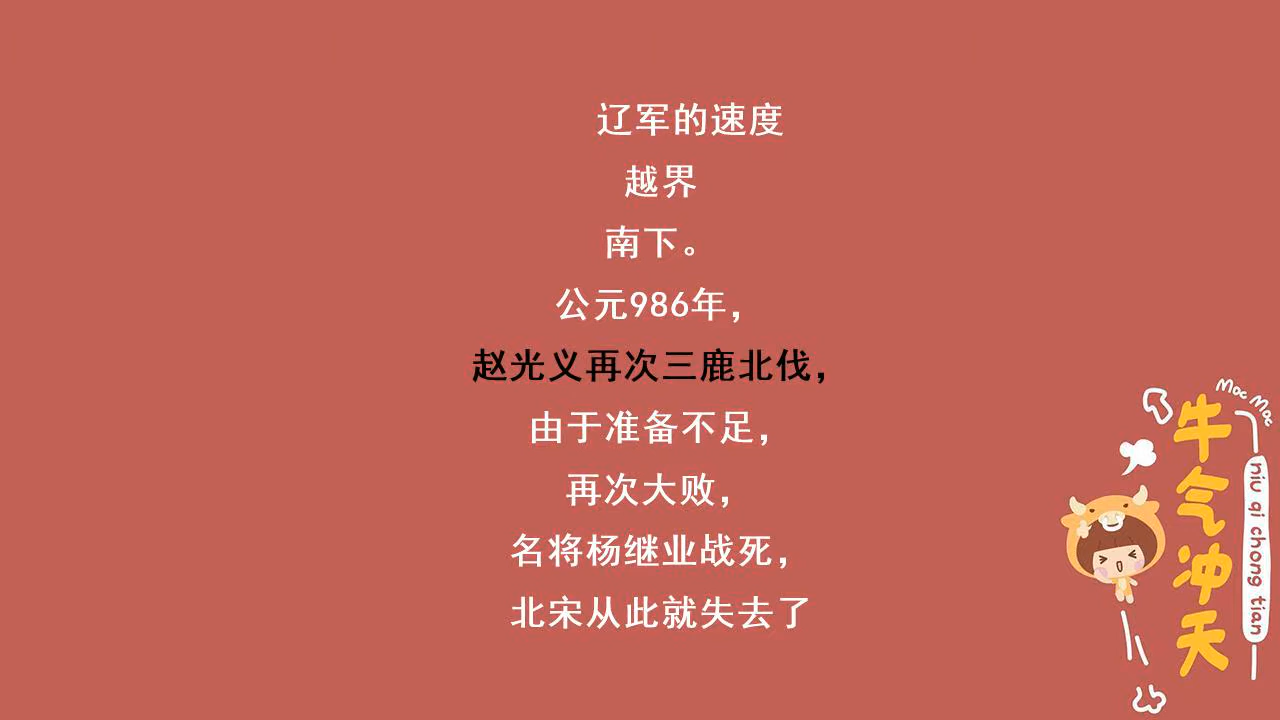 辽军的速度
越界
南下。
公元986年，
赵光义再次三鹿北伐，
由于准备不足，
再次大败，
名将杨继业战死，
北宋从此就失去了
Moc Moc
牛气冲天
niu qi chong tian